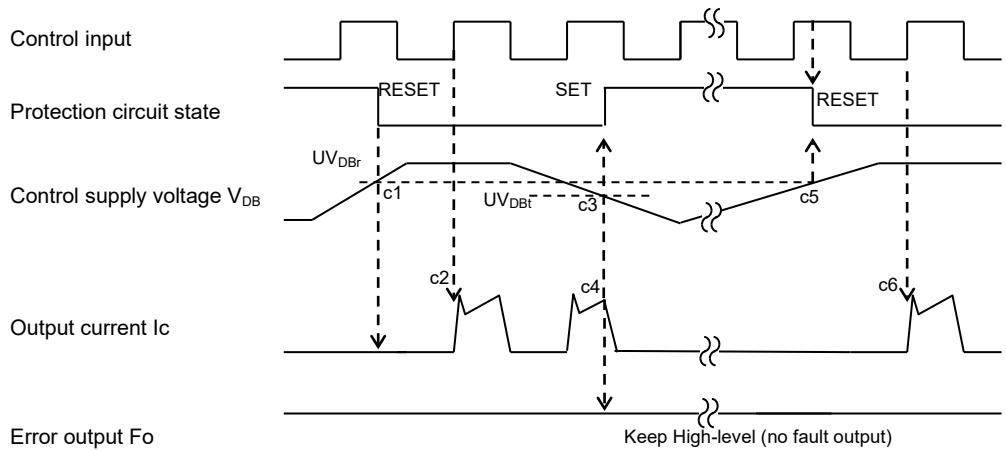 Control input
RESET
SET
RESET
Protection circuit state
UVDBr
c1
Control supply voltage VDB
UVDBt
c3
c5
c2
c4
c6
Output current Ic
Error output Fo
Keep High-level (no fault output)